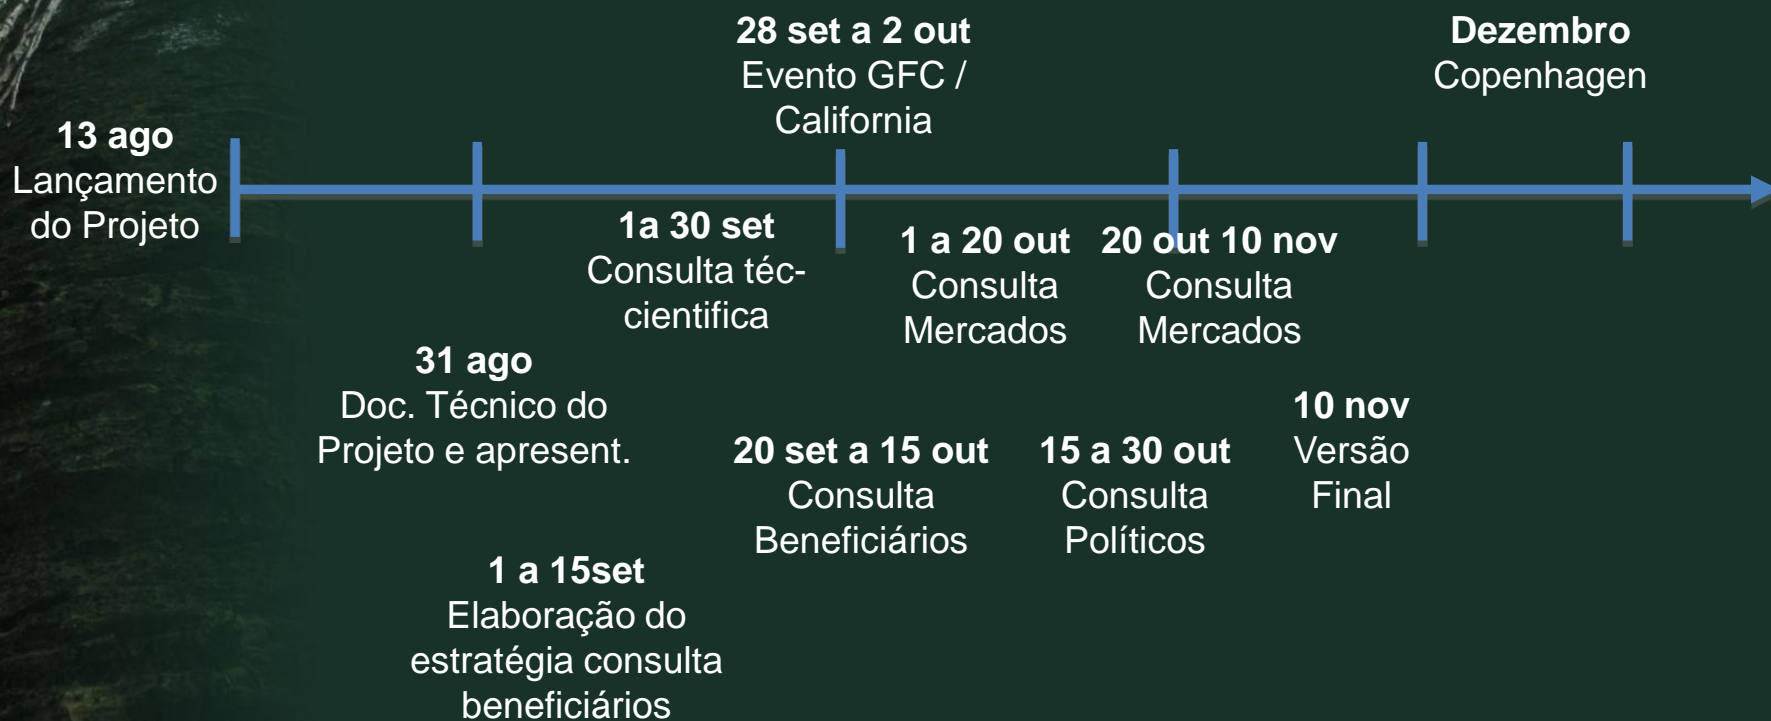 28 set a 2 out
Evento GFC /
California
Dezembro
Copenhagen
13 ago
Lançamento
do Projeto
1a 30 set
Consulta téc-
cientifica
1 a 20 out
Consulta
Mercados
20 out 10 nov
Consulta
Mercados
31 ago
Doc. Técnico do
Projeto e apresent.
20 set a 15 out
Consulta
Beneficiários
15 a 30 out
Consulta
Políticos
10 nov
Versão
Final
1 a 15set
Elaboração do
estratégia consulta
beneficiários